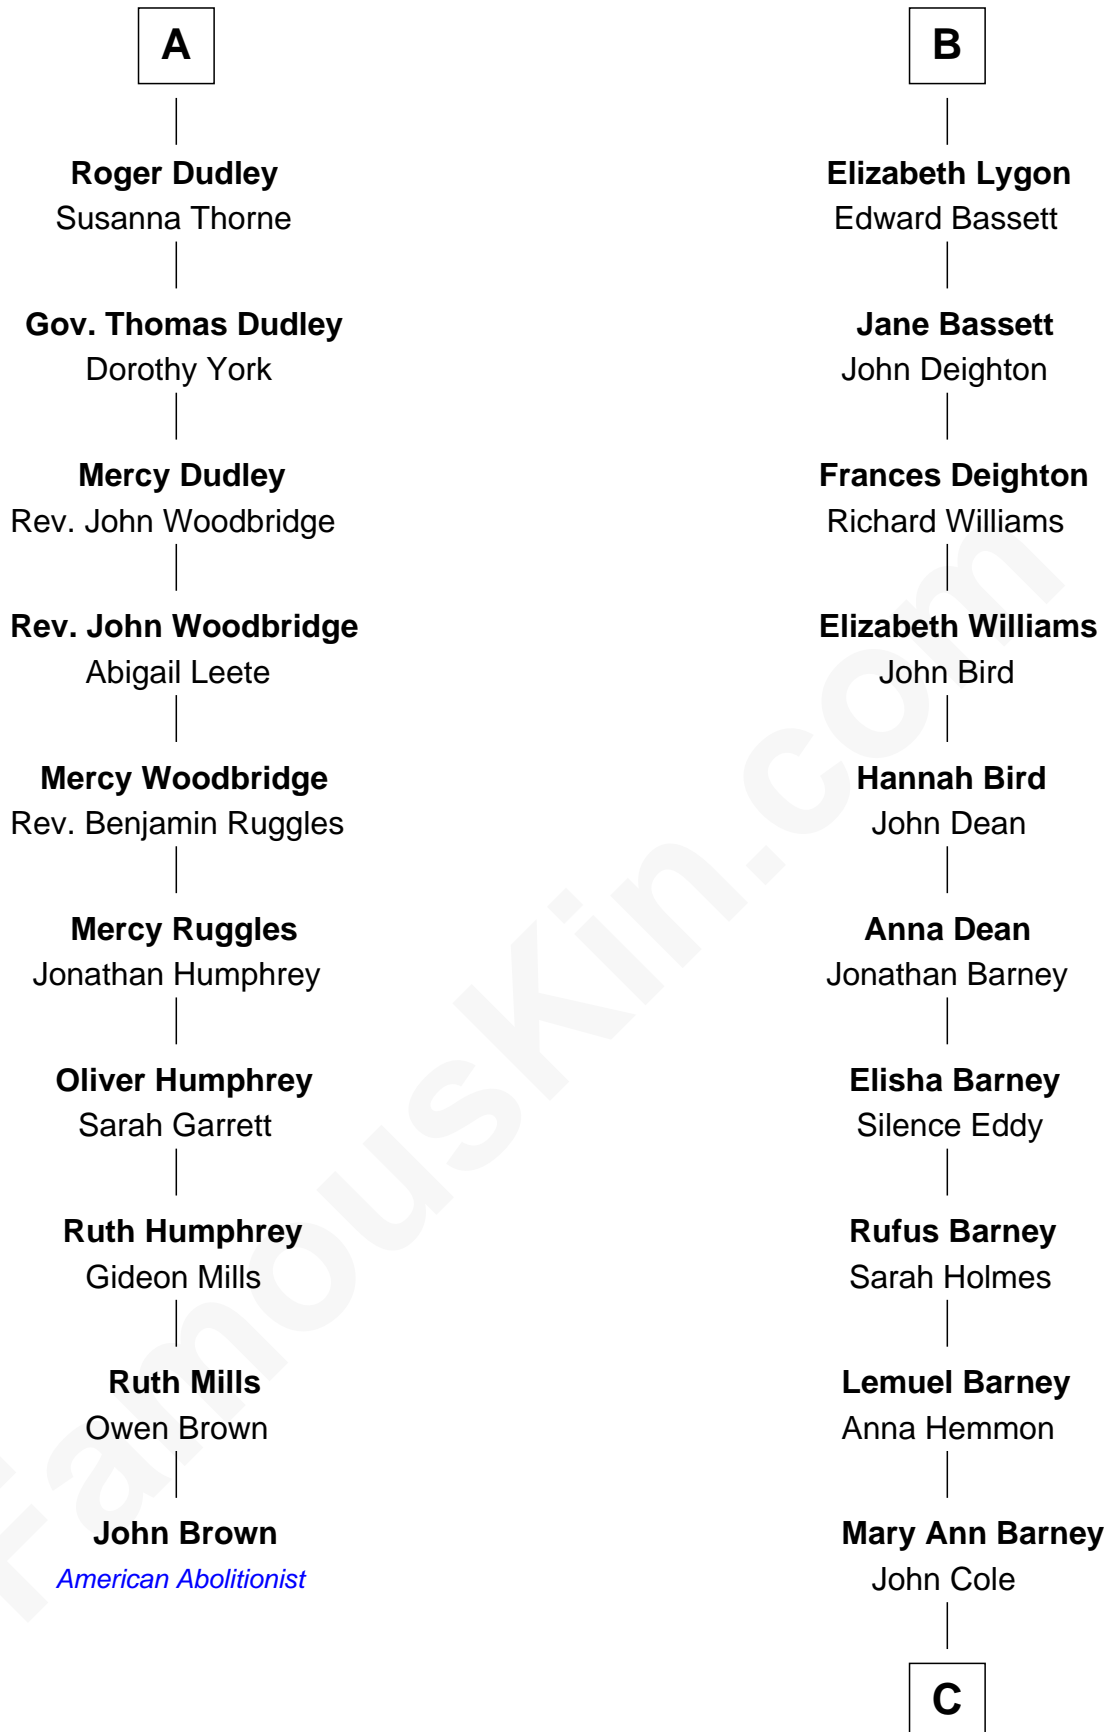 A
Roger Dudley
Susanna Thorne
Gov. Thomas Dudley
Dorothy York
Mercy Dudley
Rev. John Woodbridge
Rev. John Woodbridge
Abigail Leete
Mercy Woodbridge
Rev. Benjamin Ruggles
Mercy Ruggles
Jonathan Humphrey
Oliver Humphrey
Sarah Garrett
Ruth Humphrey
Gideon Mills
Ruth Mills
Owen Brown
John Brown
American Abolitionist
B
Elizabeth Lygon
Edward Bassett
Jane Bassett
John Deighton
Frances Deighton
Richard Williams
Elizabeth Williams
John Bird
Hannah Bird
John Dean
Anna Dean
Jonathan Barney
Elisha Barney
Silence Eddy
Rufus Barney
Sarah Holmes
Lemuel Barney
Anna Hemmon
Mary Ann Barney
John Cole
C
FamousKin.com